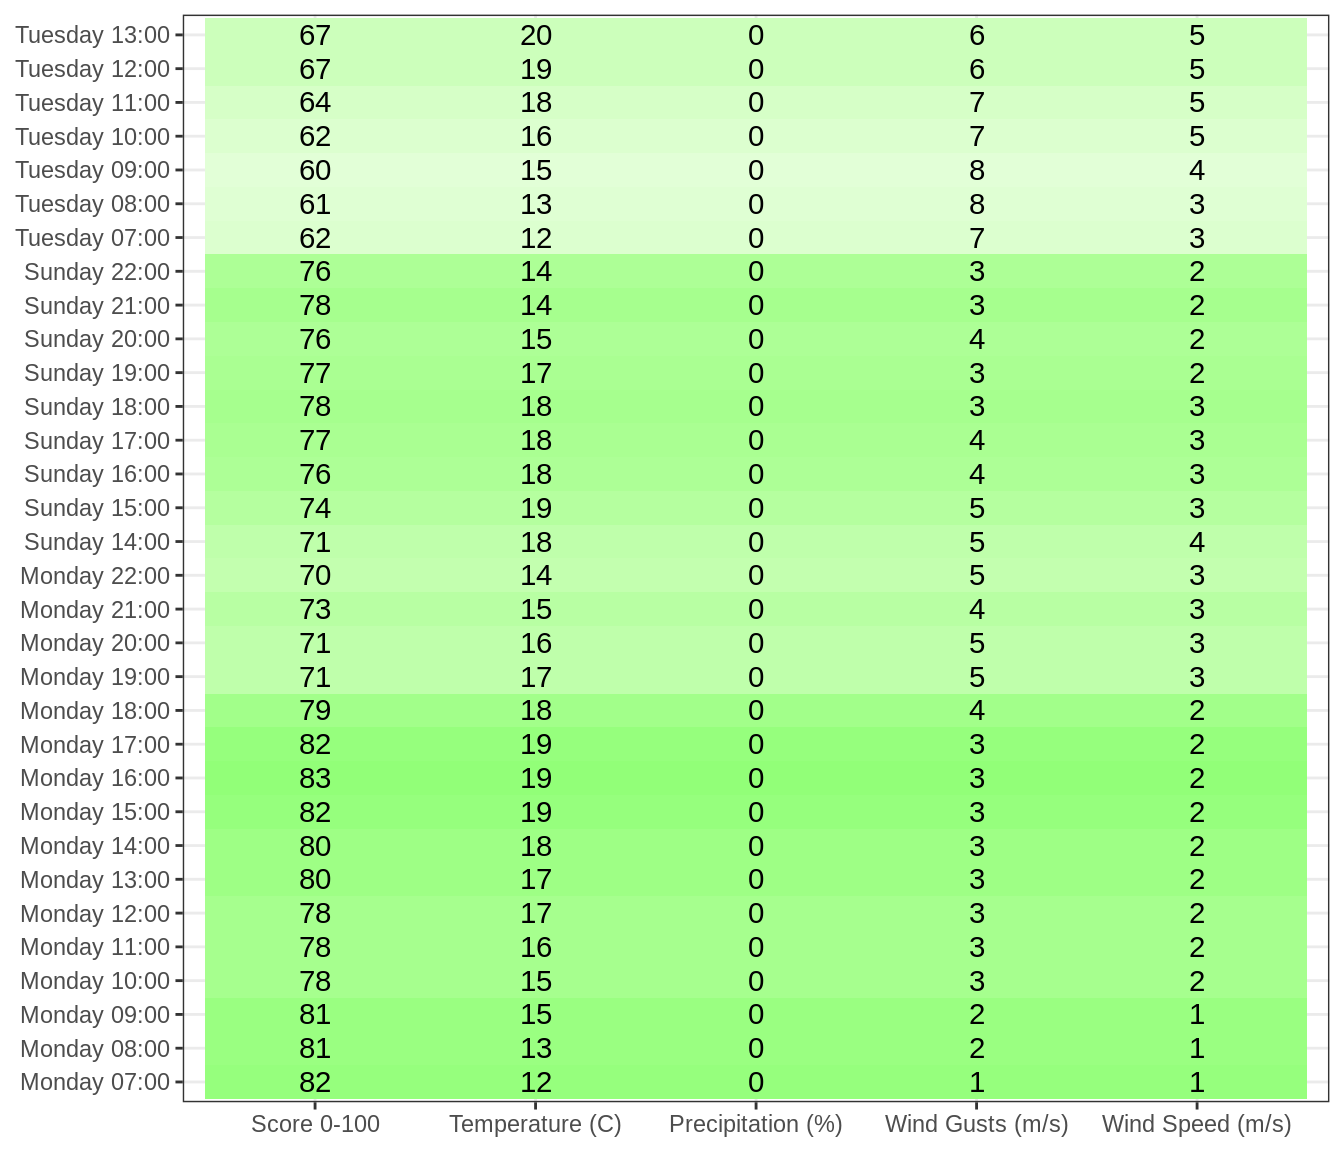 Tuesday 13:00 67 20 0 6 5
Tuesday 12:00 67 19 0 6 5
Tuesday 11:00 64 18 0 7 5
Tuesday 10:00 62 16 0 7 5
Tuesday 09:00 60 15 0 8 4
Tuesday 08:00 61 13 0 8 3
Tuesday 07:00 62 12 0 7 3
Sunday 22:00 76 14 0 3 2
Sunday 21:00 78 14 0 3 2
Sunday 20:00 76 15 0 4 2
Sunday 19:00 77 17 0 3 2
Sunday 18:00 78 18 0 3 3
Sunday 17:00 77 18 0 4 3
Sunday 16:00 76 18 0 4 3
Sunday 15:00 74 19 0 5 3
Sunday 14:00 71 18 0 5 4
Monday 22:00 70 14 0 5 3
Monday 21:00 73 15 0 4 3
Monday 20:00 71 16 0 5 3
Monday 19:00 71 17 0 5 3
Monday 18:00 79 18 0 4 2
Monday 17:00 82 19 0 3 2
Monday 16:00 83 19 0 3 2
Monday 15:00 82 19 0 3 2
Monday 14:00 80 18 0 3 2
Monday 13:00 80 17 0 3 2
Monday 12:00 78 17 0 3 2
Monday 11:00 78 16 0 3 2
Monday 10:00 78 15 0 3 2
Monday 09:00 81 15 0 2 1
Monday 08:00 81 13 0 2 1
Monday 07:00 82 12 0 1 1
Score 0-100 Temperature (C) Precipitation (%) Wind Gusts (m/s) Wind Speed (m/s)